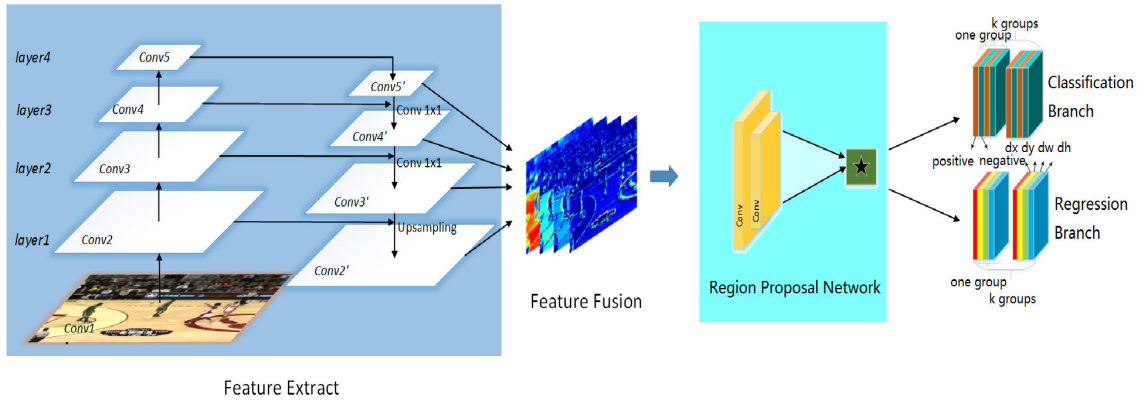 layer4
Conv5
layer3
Conv4
layer2
Conv3
layer1
Conv2
Conv1
Conv5'
Conv 1x1
Conv4'
Conv 1x1
Conv3'
Upsampling
Conv2'
Feature Extract
Feature Fusion
Conv
Conv
Region Proposal Network
k groups
one group
Classification
Branch
positive
negative
dx dy dw dh
Regression
Branch
one group
k groups